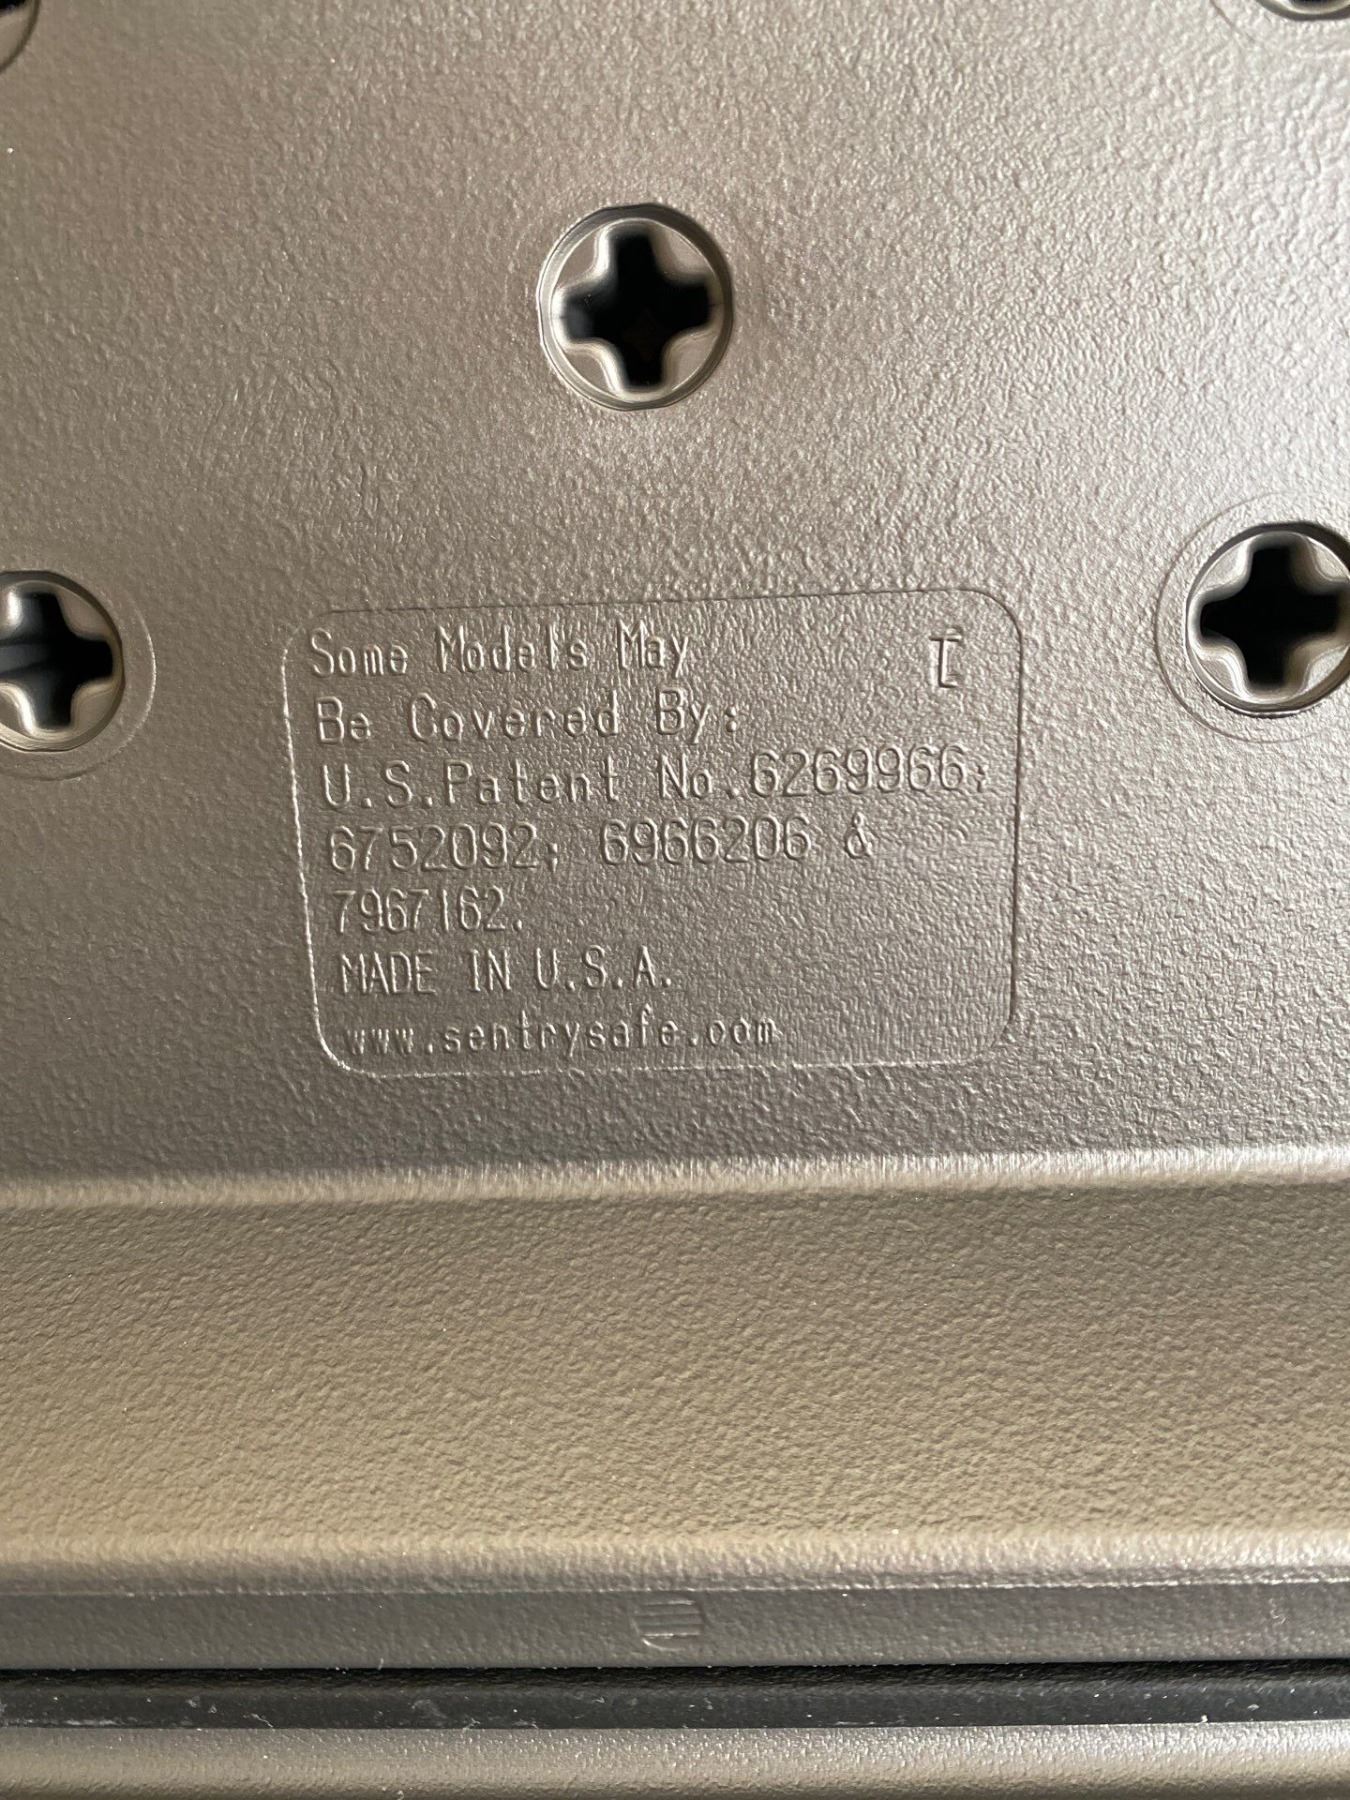 Some Models May
Be Covered By:
U.S.Patent No.6269966;
6752092; 6966206 &
7967162.
MADE IN U.S.A.
www.sentrysafe.com